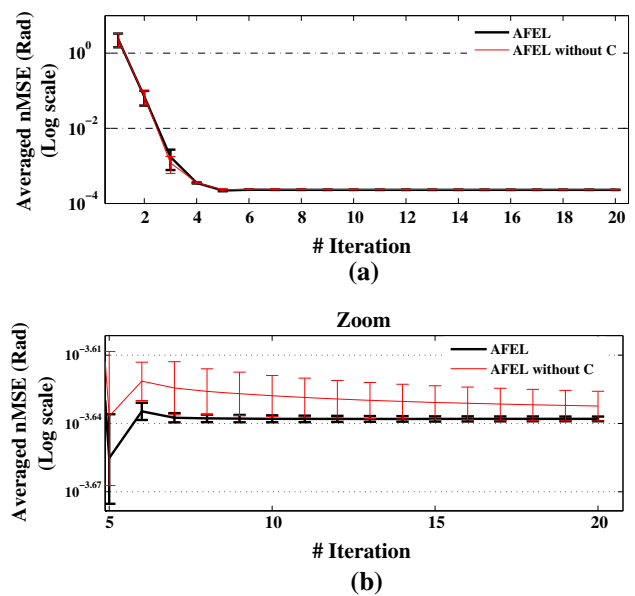 Averaged nMSE (Rad)
(Log scale)
10^0
10^−2
10^−4
AFEL
AFEL without C
2 4 6 8 10 12 14 16 18 20
# Iteration
(a)
Zoom
Averaged nMSE (Rad)
(Log scale)
10^−3.61
10^−3.64
10^−3.67
AFEL
AFEL without C
5 10 15 20
# Iteration
(b)